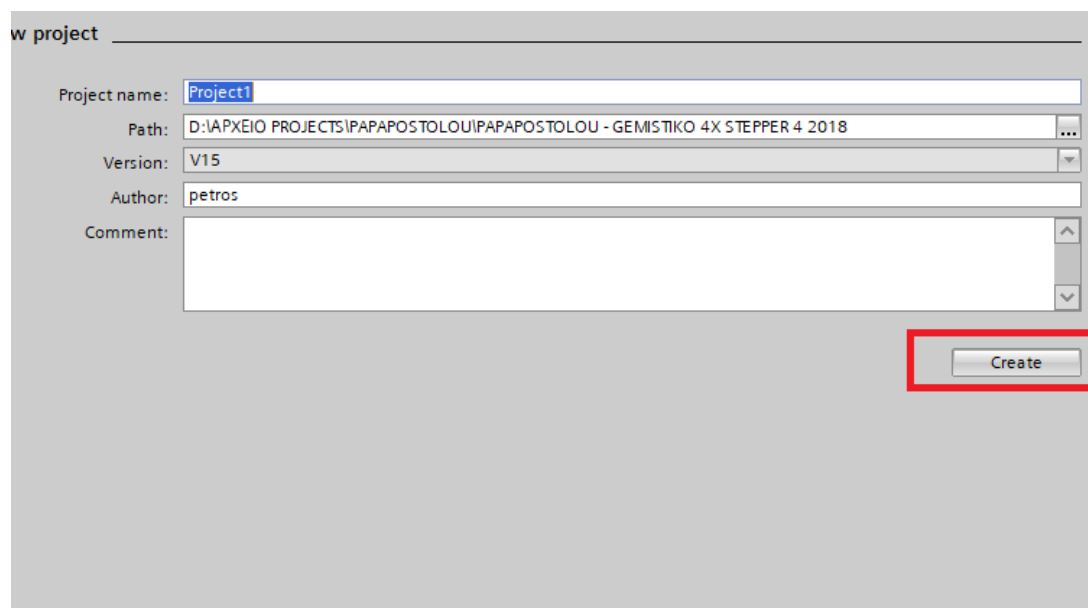 w project
Project name: Project1
Path: D:\ΑΡΧΕΙΟ PROJECTS\PAPAPOSTOLOU\PAPAPOSTOLOU - GEMISTIKO 4X STEPPER 4 2018 ...
Version: V15
Author: petros
Comment:
Create